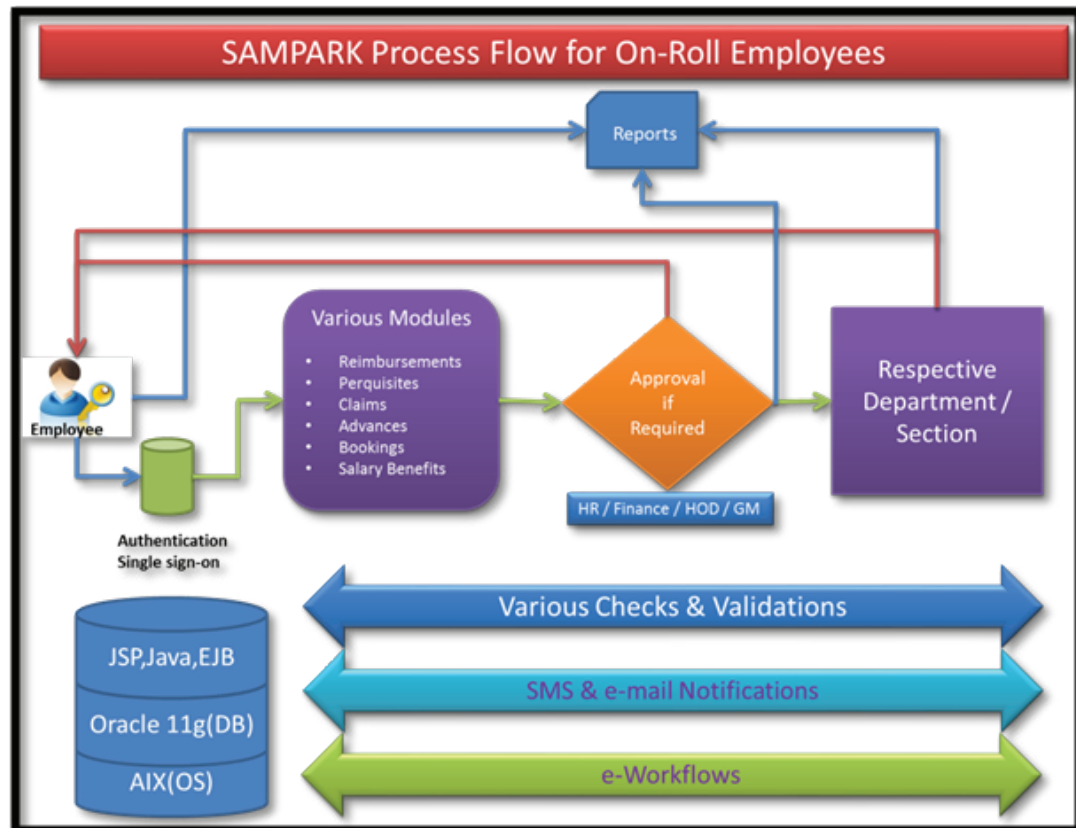 SAMPARK Process Flow for On-Roll Employees
Reports
Various Modules
• Reimbursements
• Perquisites
• Claims
• Advances
• Bookings
• Salary Benefits
Approval
if
Required
Respective
Department /
Section
Employee
HR / Finance / HOD / GM
Authentication
Single sign-on
Various Checks & Validations
JSP,Java,EJB
SMS & e-mail Notifications
Oracle 11g(DB)
e-Workflows
AIX(OS)